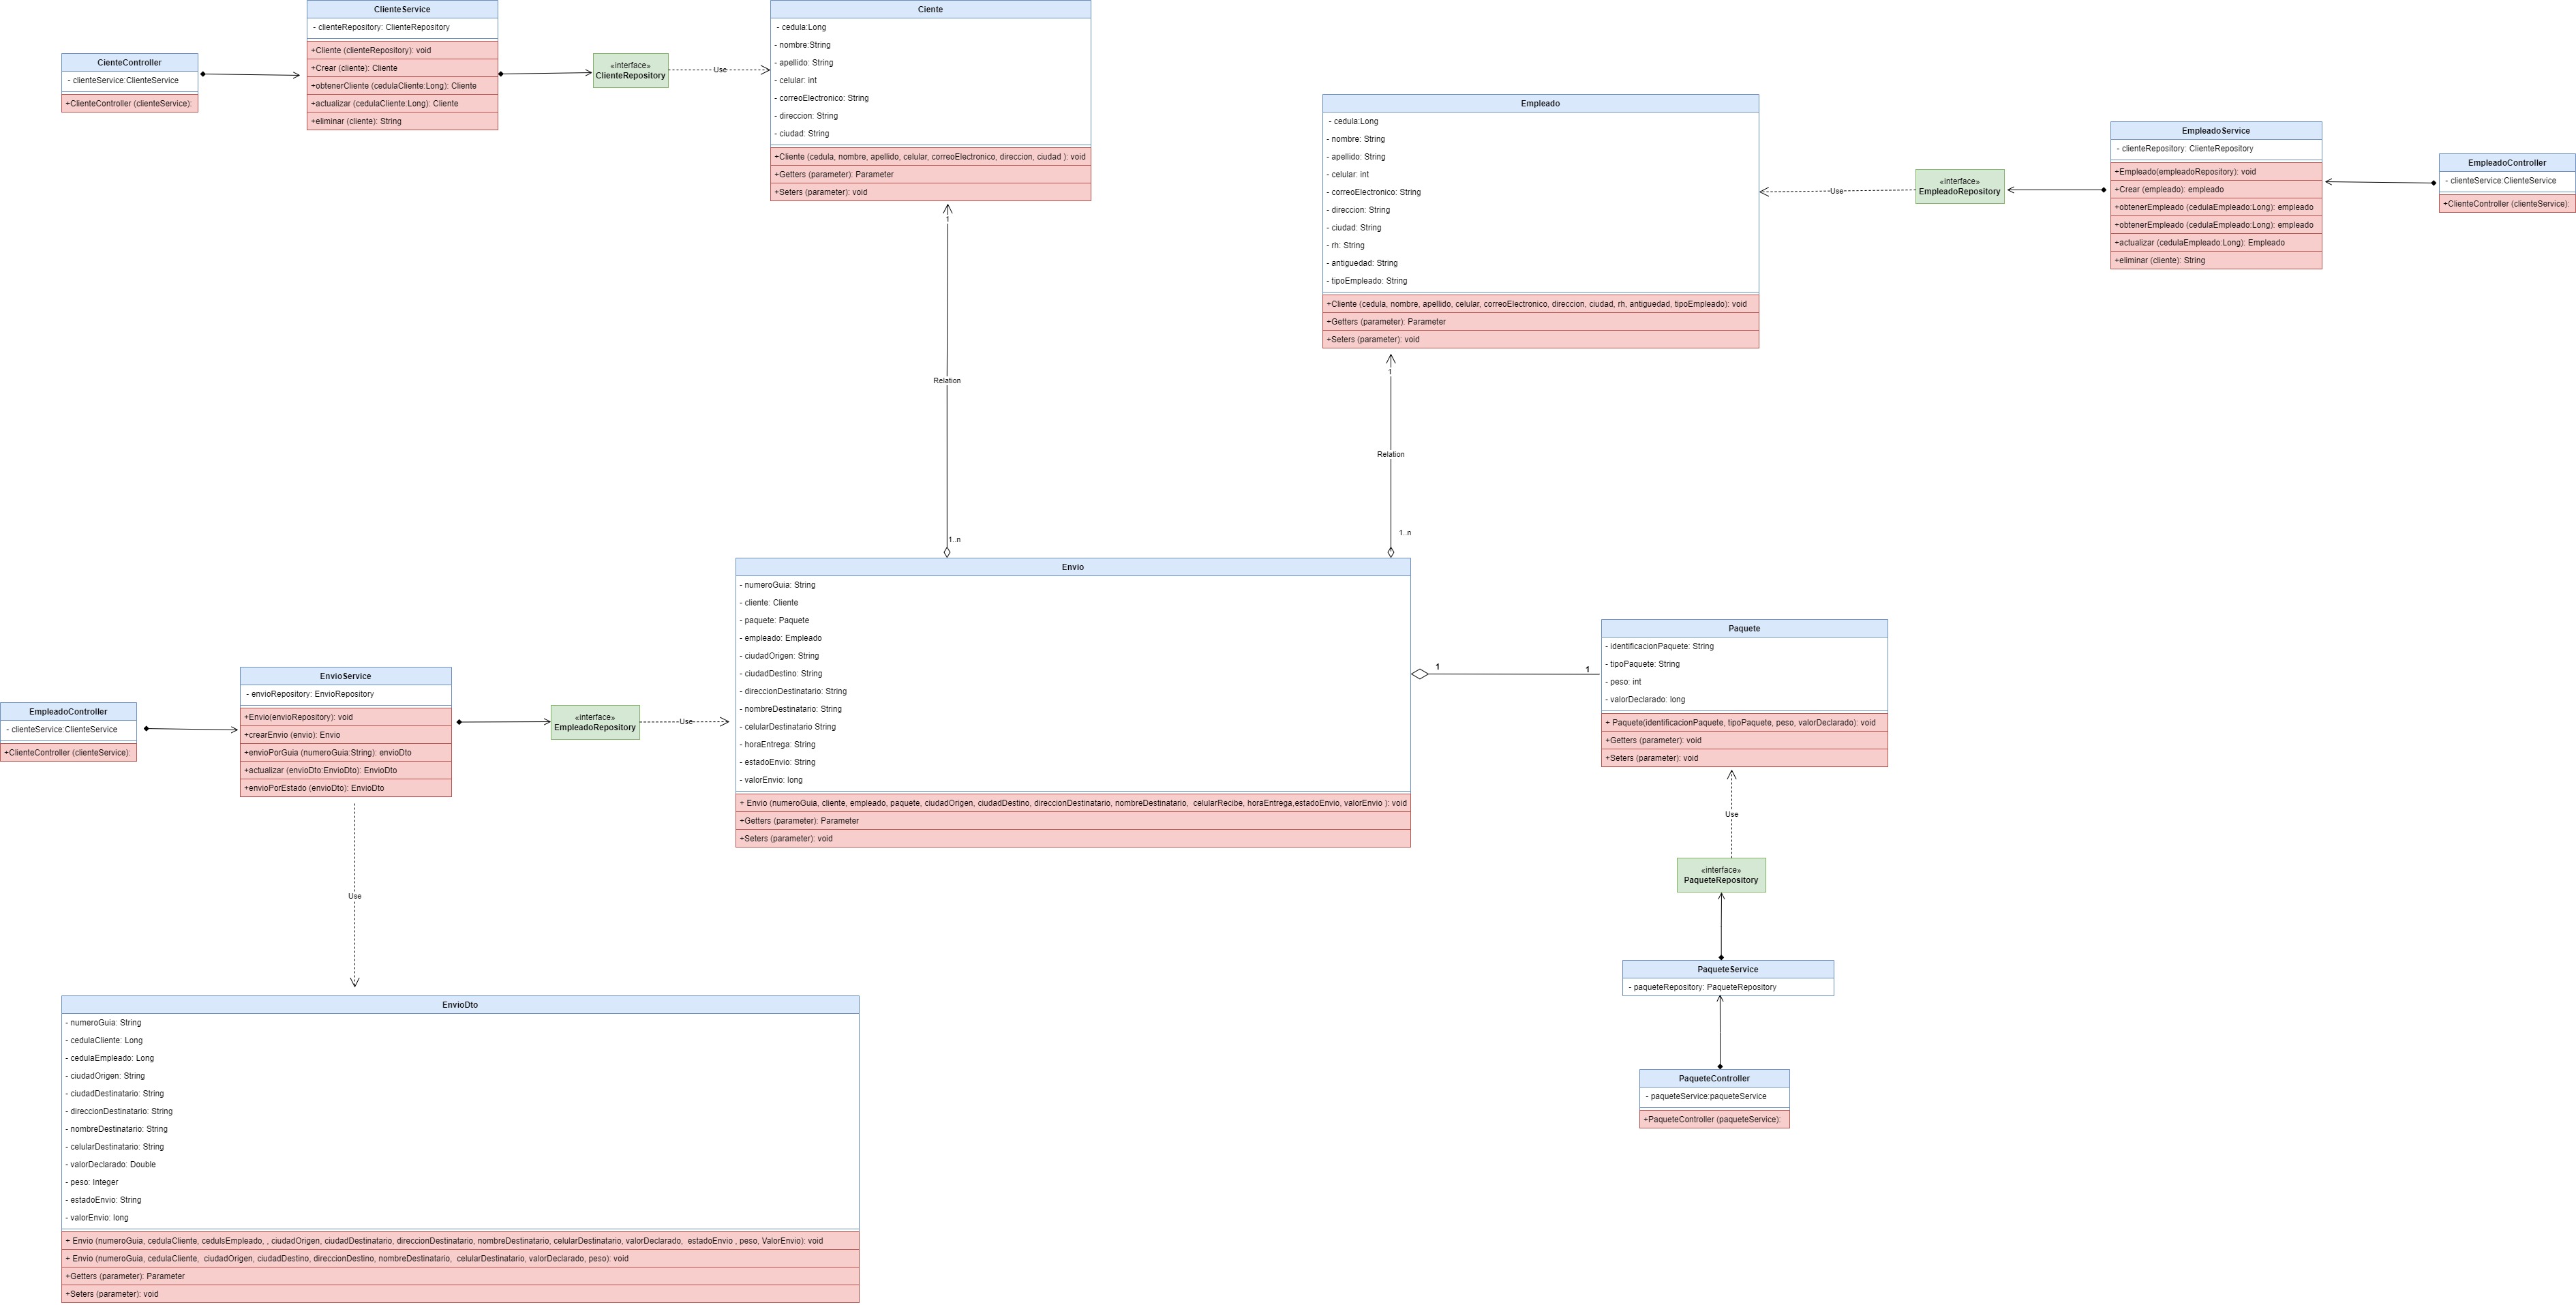 CienteController
- clienteService:ClienteService
+ClienteController (clienteService):
ClienteService
- clienteRepository: ClienteRepository
+Cliente (clienteRepository): void
+Crear (cliente): Cliente
+obtenerCliente (cedulaCliente:Long): Cliente
+actualizar (cedulaCliente:Long): Cliente
+eliminar (cliente): String
«interface»
ClienteRepository
Use
Ciente
- cedula:Long
- nombre:String
- apellido: String
- celular: int
- correoElectronico: String
- direccion: String
- ciudad: String
+Cliente (cedula, nombre, apellido, celular, correoElectronico, direccion, ciudad ): void
+Getters (parameter): Parameter
+Seters (parameter): void
Empleado
- cedula:Long
- nombre: String
- apellido: String
- celular: int
- correoElectronico: String
- direccion: String
- ciudad: String
- rh: String
- antiguedad: String
- tipoEmpleado: String
+Cliente (cedula, nombre, apellido, celular, correoElectronico, direccion, ciudad, rh, antiguedad, tipoEmpleado): void
+Getters (parameter): Parameter
+Seters (parameter): void
Use
«interface»
EmpleadoRepository
EmpleadoService
- clienteRepository: ClienteRepository
+Empleado(empleadoRepository): void
+Crear (empleado): empleado
+obtenerEmpleado (cedulaEmpleado:Long): empleado
+obtenerEmpleado (cedulaEmpleado:Long): empleado
+actualizar (cedulaEmpleado:Long): Empleado
+eliminar (cliente): String
EmpleadoController
- clienteService:ClienteService
+ClienteController (clienteService):
1
Relation
1..n
1
Relation
1..n
EmpleadoController
- clienteService:ClienteService
+ClienteController (clienteService):
EnvioService
- envioRepository: EnvioRepository
+Envio(envioRepository): void
+crearEnvio (envio): Envio
+envioPorGuia (numeroGuia:String): envioDto
+actualizar (envioDto:EnvioDto): EnvioDto
+envioPorEstado (envioDto): EnvioDto
«interface»
EmpleadoRepository
Use
Envio
- numeroGuia: String
- cliente: Cliente
- paquete: Paquete
- empleado: Empleado
- ciudadOrigen: String
- ciudadDestino: String
- direccionDestinatario: String
- nombreDestinatario: String
- celularDestinatario String
- horaEntrega: String
- estadoEnvio: String
- valorEnvio: long
+ Envio (numeroGuia, cliente, empleado, paquete, ciudadOrigen, ciudadDestino, direccionDestinatario, nombreDestinatario, celularRecibe, horaEntrega,estadoEnvio, valorEnvio ): void
+Getters (parameter): Parameter
+Seters (parameter): void
1
1
Paquete
- identificacionPaquete: String
- tipoPaquete: String
- peso: int
- valorDeclarado: long
+ Paquete(identificacionPaquete, tipoPaquete, peso, valorDeclarado): void
+Getters (parameter): void
+Seters (parameter): void
Use
«interface»
PaqueteRepository
PaqueteService
- paqueteRepository: PaqueteRepository
PaqueteController
- paqueteService:paqueteService
+PaqueteController (paqueteService):
Use
EnvioDto
- numeroGuia: String
- cedulaCliente: Long
- cedulaEmpleado: Long
- ciudadOrigen: String
- ciudadDestinatario: String
- direccionDestinatario: String
- nombreDestinatario: String
- celularDestinatario: String
- valorDeclarado: Double
- peso: Integer
- estadoEnvio: String
- valorEnvio: long
+ Envio (numeroGuia, cedulaCliente, cedulsEmpleado, , ciudadOrigen, ciudadDestinatario, direccionDestinatario, nombreDestinatario, celularDestinatario, valorDeclarado, estadoEnvio , peso, ValorEnvio): void
+ Envio (numeroGuia, cedulaCliente, ciudadOrigen, ciudadDestino, direccionDestino, nombreDestinatario, celularDestinatario, valorDeclarado, peso): void
+Getters (parameter): Parameter
+Seters (parameter): void